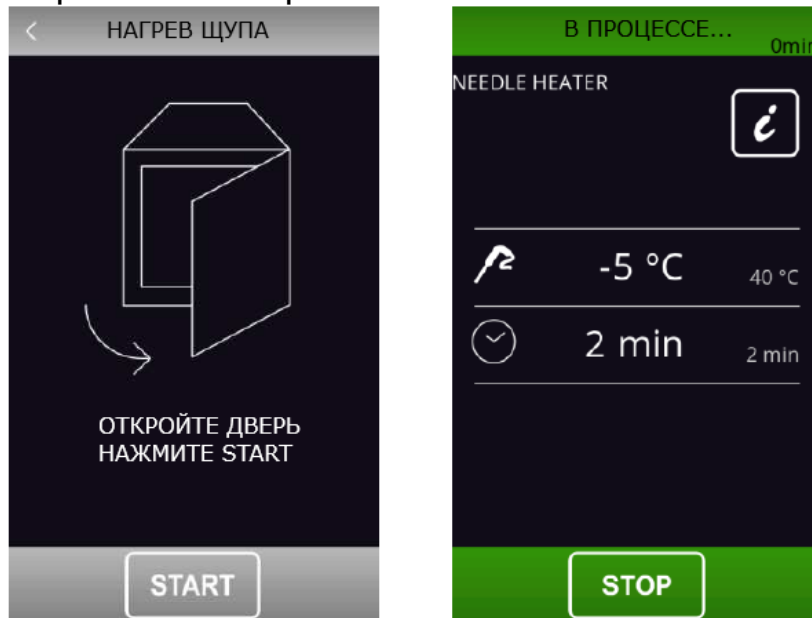 НАГРЕВ ЩУПА
ОТКРОЙТЕ ДВЕРЬ
НАЖМИТЕ START
START
В ПРОЦЕССЕ...
0min
NEEDLE HEATER
i
-5 °C 40 °C
2 min 2 min
STOP